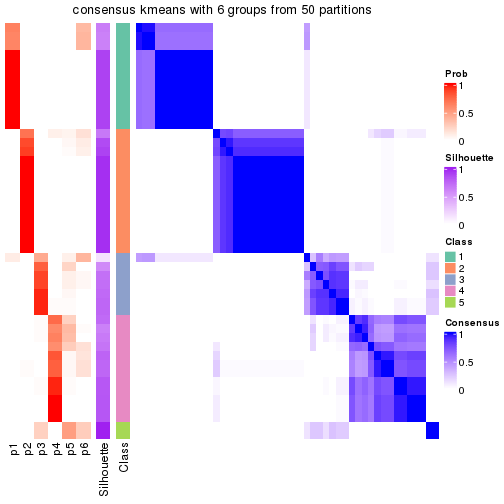 consensus kmeans with 6 groups from 50 partitions
Prob
1
0.5
0
Silhouette
1
0.5
0
Class
1
2
3
4
5
Consensus
1
0.5
0
p1
p2
p3
p4
p5
p6
Silhouette
Class